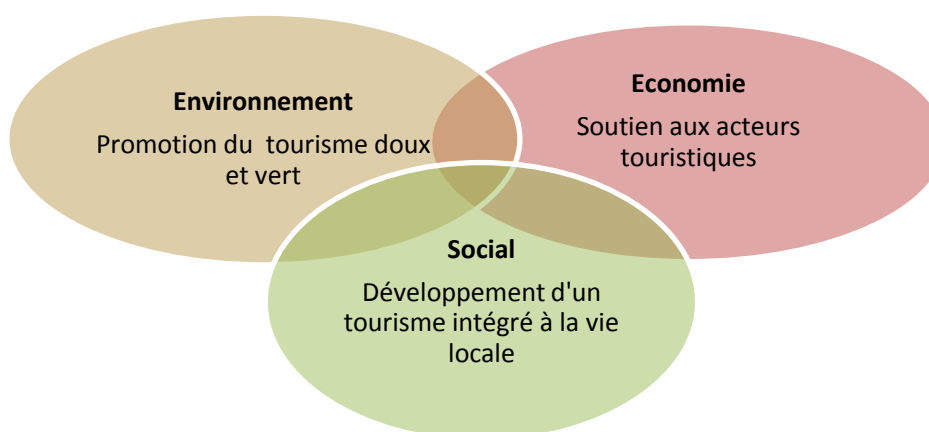 Environnement
Promotion du  tourisme doux
et vert
Economie
Soutien aux acteurs
touristiques
Social
Développement d'un
tourisme intégré à la vie
locale